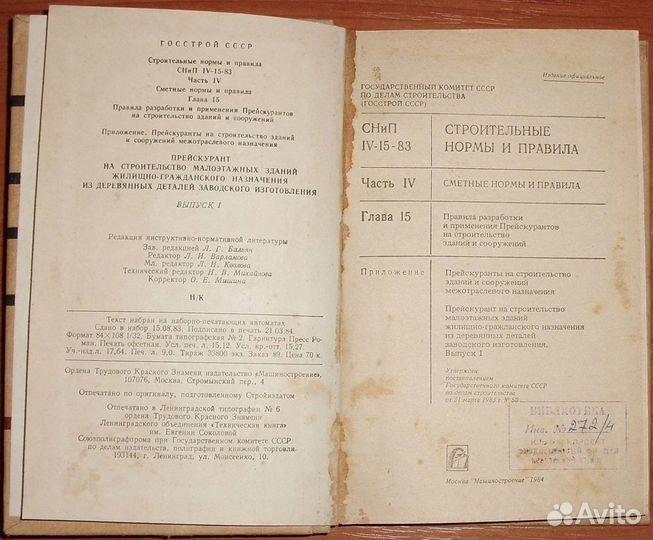 ГОССТРОЙ СССР
Строительные нормы и правила
СНиП IV-15-83
Часть IV
Сметные нормы и правила
Глава 15
Правила разработки и применения Прейскурантов
на строительство зданий и сооружений
Приложение. Прейскуранты на строительство зданий
и сооружений межотраслевого назначения
ПРЕЙСКУРАНТ
НА СТРОИТЕЛЬСТВО МАЛОЭТАЖНЫХ ЗДАНИЙ
ЖИЛИЩНО-ГРАЖДАНСКОГО НАЗНАЧЕНИЯ
ИЗ ДЕРЕВЯННЫХ ДЕТАЛЕЙ ЗАВОДСКОГО ИЗГОТОВЛЕНИЯ
ВЫПУСК I
Редакция инструктивно-нормативной литературы
Зав. редакцией Л. Г. Бальян
Редактор Л. И. Варламова
Мл. редактор Л. Н. Козлова
Технический редактор Н. В. Михайлова
Корректор О. Е. Мишина
Н/К
Текст набран на наборно-печатающих автоматах
Сдано в набор 15.08.83. Подписано в печать 21.03.84.
Формат 84×108 1/32. Бумага типографская № 2. Гарнитура Пресс Ро-
ман. Печать офсетная. Усл. печ. л. 15,12. Усл. кр.-отт. 15,27.
Уч.-изд.л. 17,64. Печ. л. 9,0. Тираж 33800 экз. Заказ 89. Цена 70 к.
Ордена Трудового Красного Знамени издательство «Машиностроение»,
107076, Москва, Стромынский пер., 4
Отпечатано по оригиналу, подготовленному Стройиздатом
Отпечатано в Ленинградской типографии № 6
ордена Трудового Красного Знамени
Ленинградского объединения «Техническая книга»
им. Евгении Соколовой
Союзполиграфпрома при Государственном комитете СССР
по делам издательств, полиграфии и книжной торговли.
193144, г. Ленинград, ул. Моисеенко, 10.
Издание официальное
ГОСУДАРСТВЕННЫЙ КОМИТЕТ СССР
ПО ДЕЛАМ СТРОИТЕЛЬСТВА
(ГОССТРОЙ СССР)
СНиП
IV-15-83
СТРОИТЕЛЬНЫЕ
НОРМЫ И ПРАВИЛА
Часть IV
СМЕТНЫЕ НОРМЫ И ПРАВИЛА
Глава 15
Правила разработки
и применения Прейскурантов
на строительство
зданий и сооружений
Приложение
Прейскуранты на строительство
зданий и сооружений
межотраслевого назначения
Прейскурант на строительство
малоэтажных зданий
жилищно-гражданского назначения
из деревянных деталей
заводского изготовления.
Выпуск I
Утвержден
постановлением
Государственного комитета СССР
по делам строительства
от 31 марта 1983 г. №
БИБЛИОТЕКА
Инв. № 272/4
Москва "Машиностроение" 1984
Avito